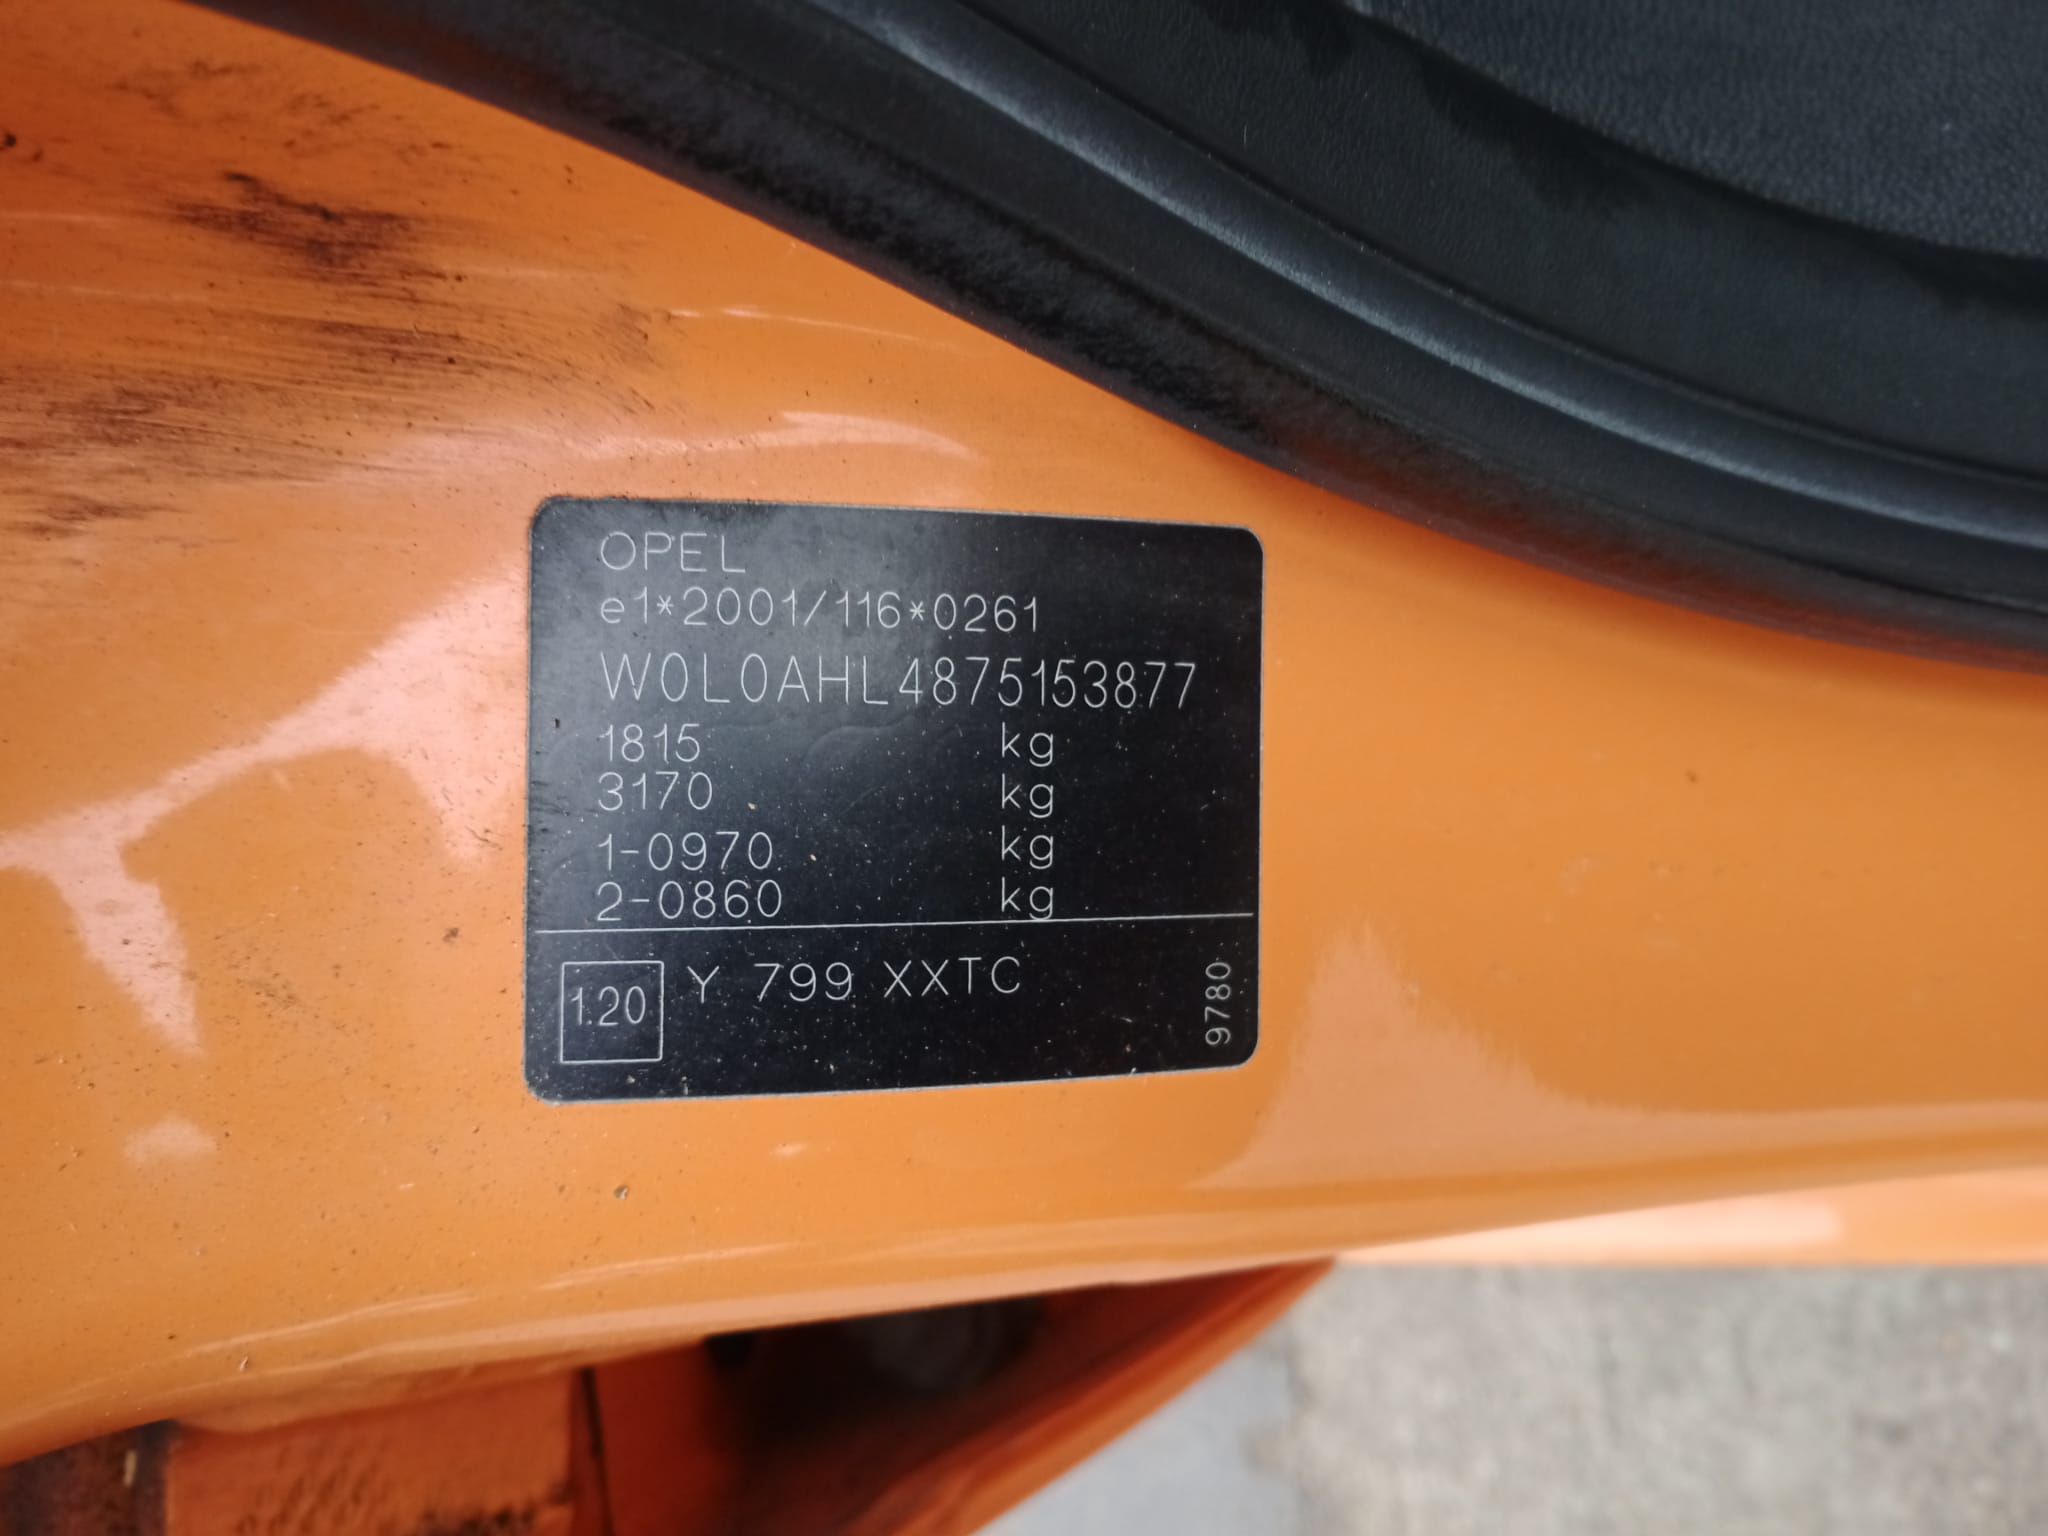 OPEL
e1*2001/116*0261
W0L0AHL4875153877
1815 kg
3170 kg
1-0970 kg
2-0860 kg
1.20 Y 799 XXTC
9780